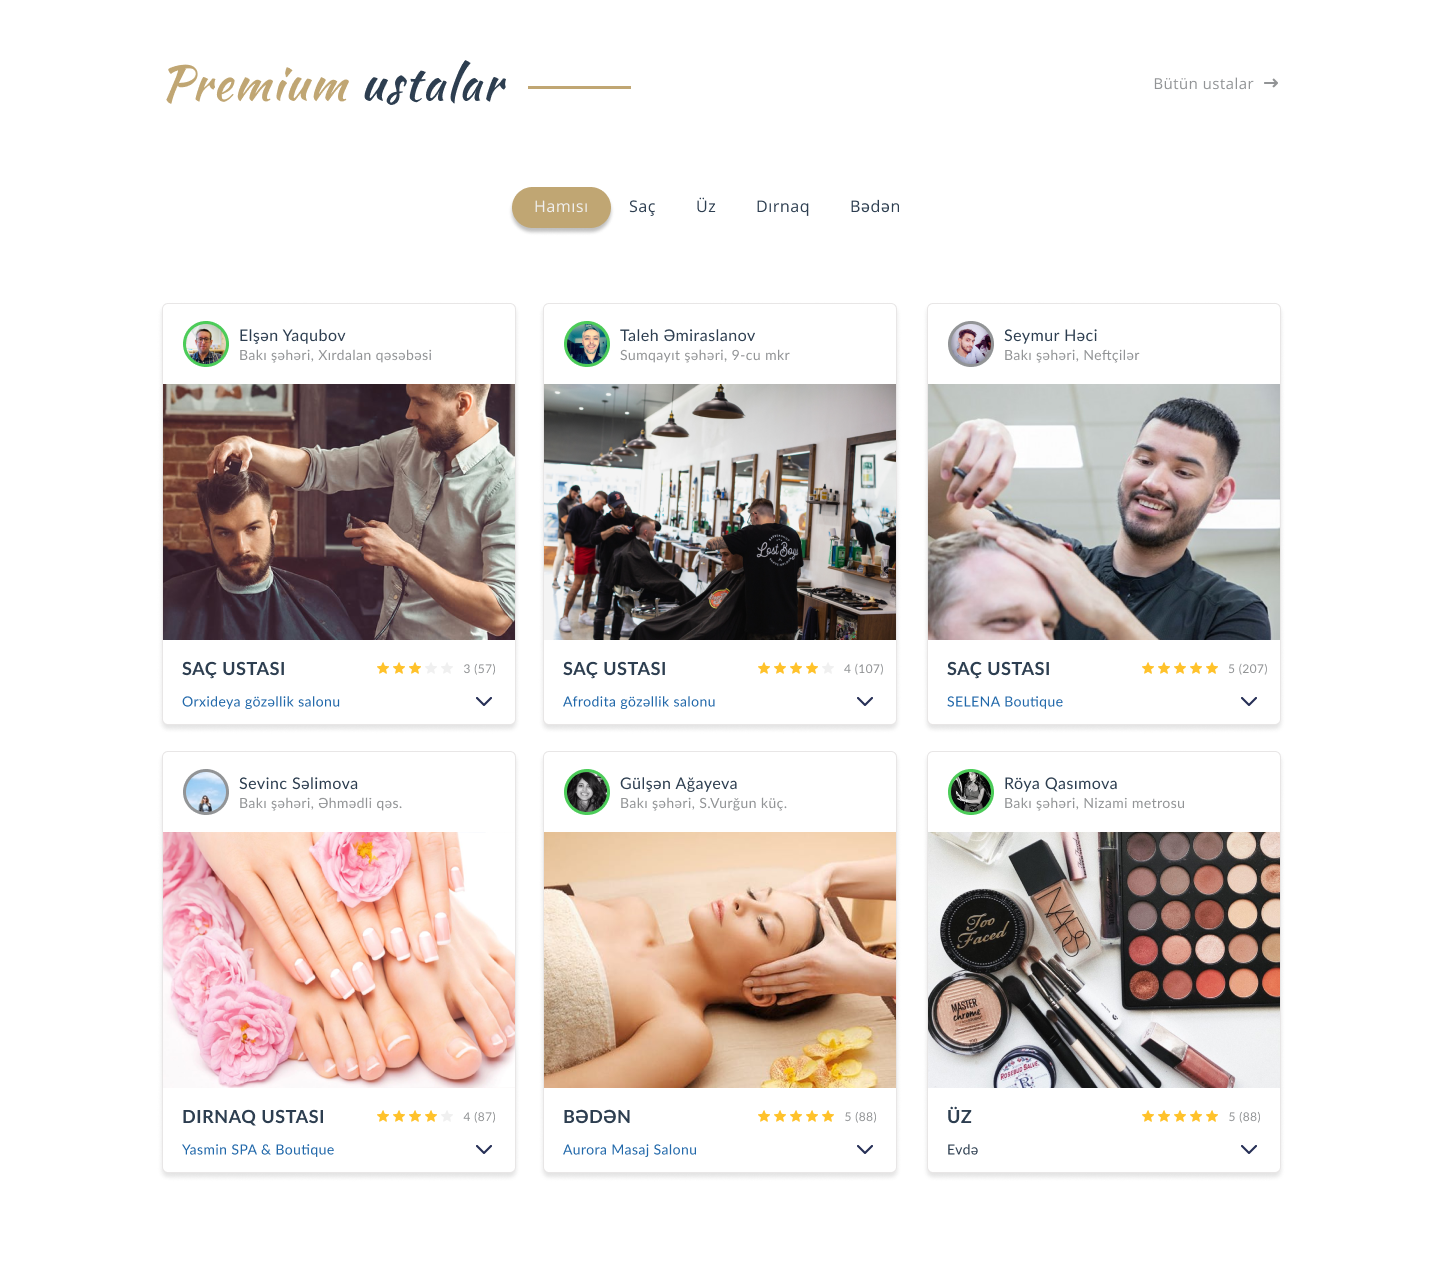 Premium ustalar
Bütün ustalar
Hamısı
Saç
Üz
Dırnaq
Bədən
Elşən Yaqubov
Bakı şəhəri, Xırdalan qəsəbəsi
SAÇ USTASI
3 (57)
Orxideya gözəllik salonu
Taleh Əmiraslanov
Sumqayıt şəhəri, 9-cu mkr
Lost Boys
SAÇ USTASI
4 (107)
Afrodita gözəllik salonu
Seymur Həci
Bakı şəhəri, Neftçilər
SAÇ USTASI
5 (207)
SELENA Boutique
Sevinc Səlimova
Bakı şəhəri, Əhmədli qəs.
DIRNAQ USTASI
4 (87)
Yasmin SPA & Boutique
Gülşən Ağayeva
Bakı şəhəri, S.Vurğun küç.
BƏDƏN
5 (88)
Aurora Masaj Salonu
Röya Qasımova
Bakı şəhəri, Nizami metrosu
NARS
Too
Faced
MASTER
chrome
ROSEBUD SALVE
R
ÜZ
5 (88)
Evdə